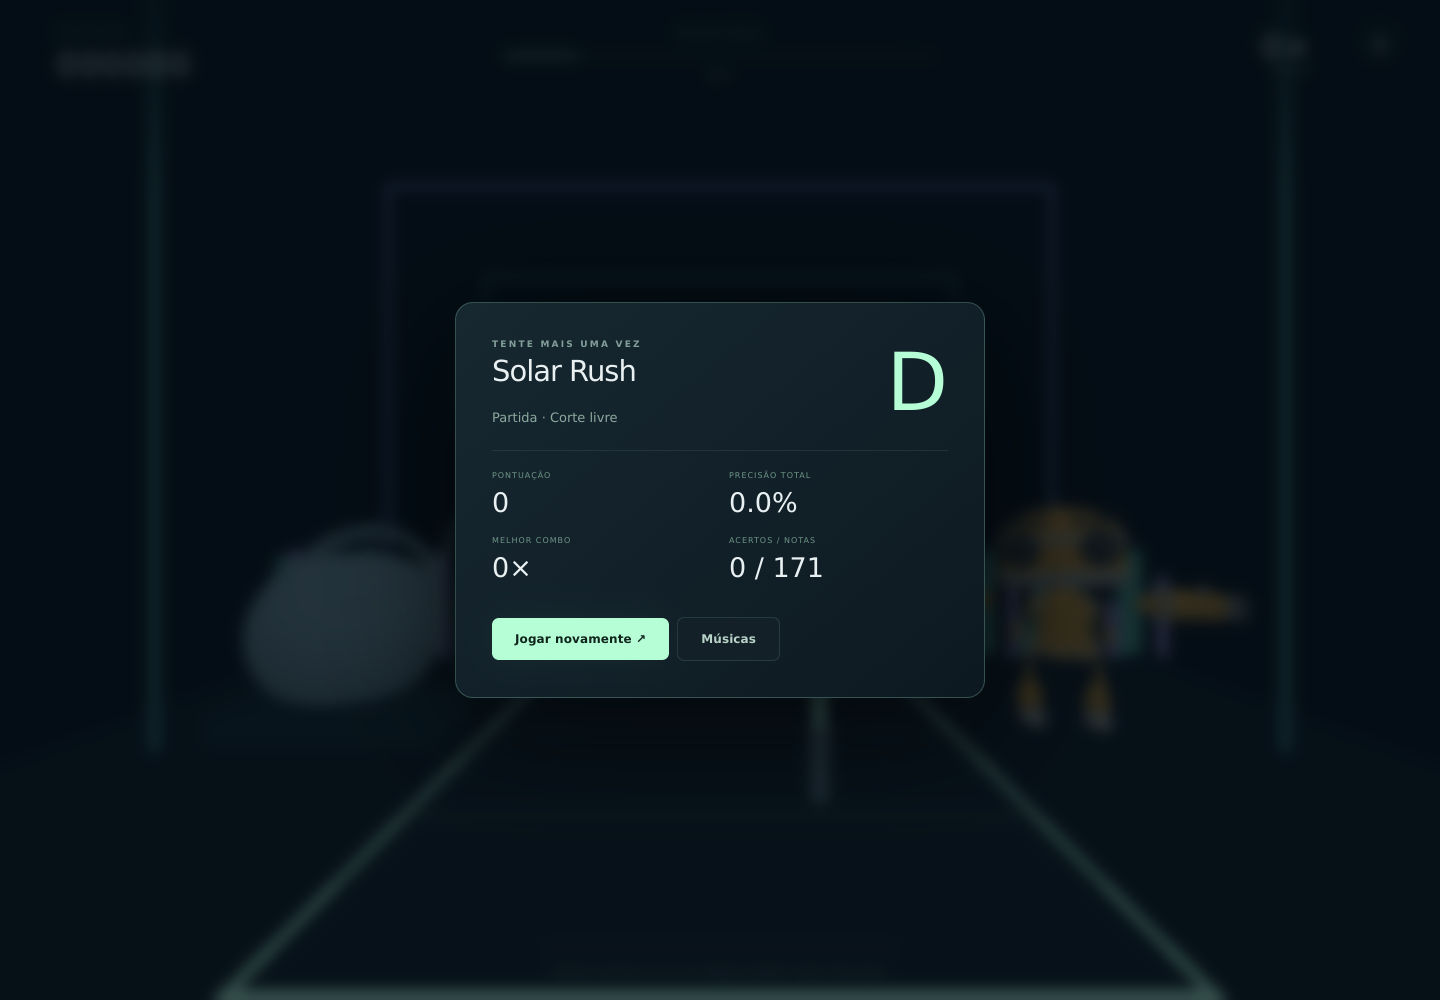 TENTE MAIS UMA VEZ
Solar Rush
D
Partida · Corte livre
PONTUAÇÃO
PRECISÃO TOTAL
0
0.0%
MELHOR COMBO
ACERTOS / NOTAS
0×
0 / 171
Jogar novamente ↗
Músicas